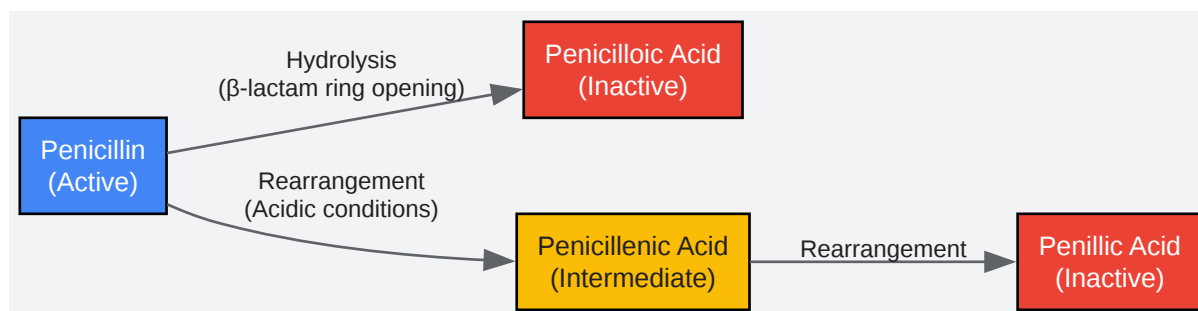 Hydrolysis
(β-lactam ring opening)
Penicilloic Acid
(Inactive)
Penicillin
(Active)
Rearrangement
(Acidic conditions)
Penicillenic Acid
(Intermediate)
Rearrangement
Penillic Acid
(Inactive)